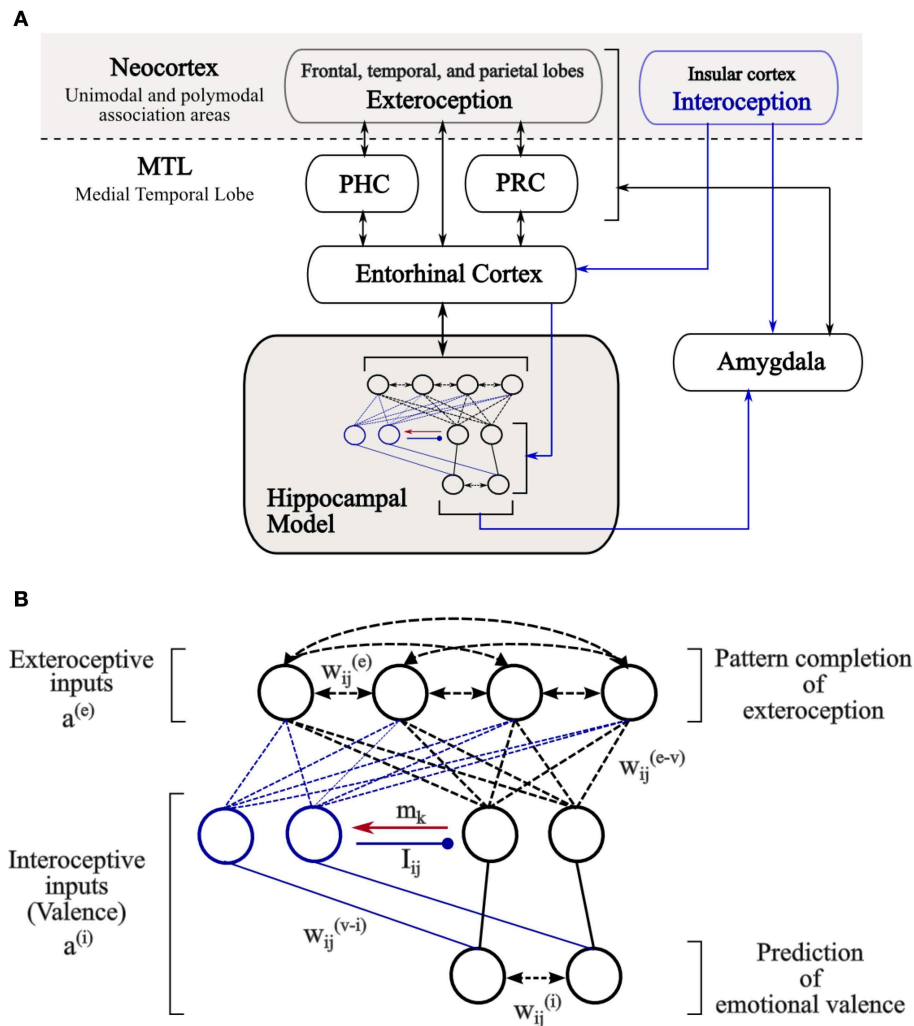 A
Neocortex
Unimodal and polymodal
association areas
Frontal, temporal, and parietal lobes
Exteroception
Insular cortex
Interoception
MTL
Medial Temporal Lobe
PHC
PRC
Entorhinal Cortex
Amygdala
Hippocampal
Model
B
Exteroceptive
inputs
a(e)
wij(e)
Pattern completion
of
exteroception
wij(e-v)
mk
Iij
Interoceptive
inputs
(Valence)
a(i)
wij(v-i)
wij(i)
Prediction
of
emotional valence